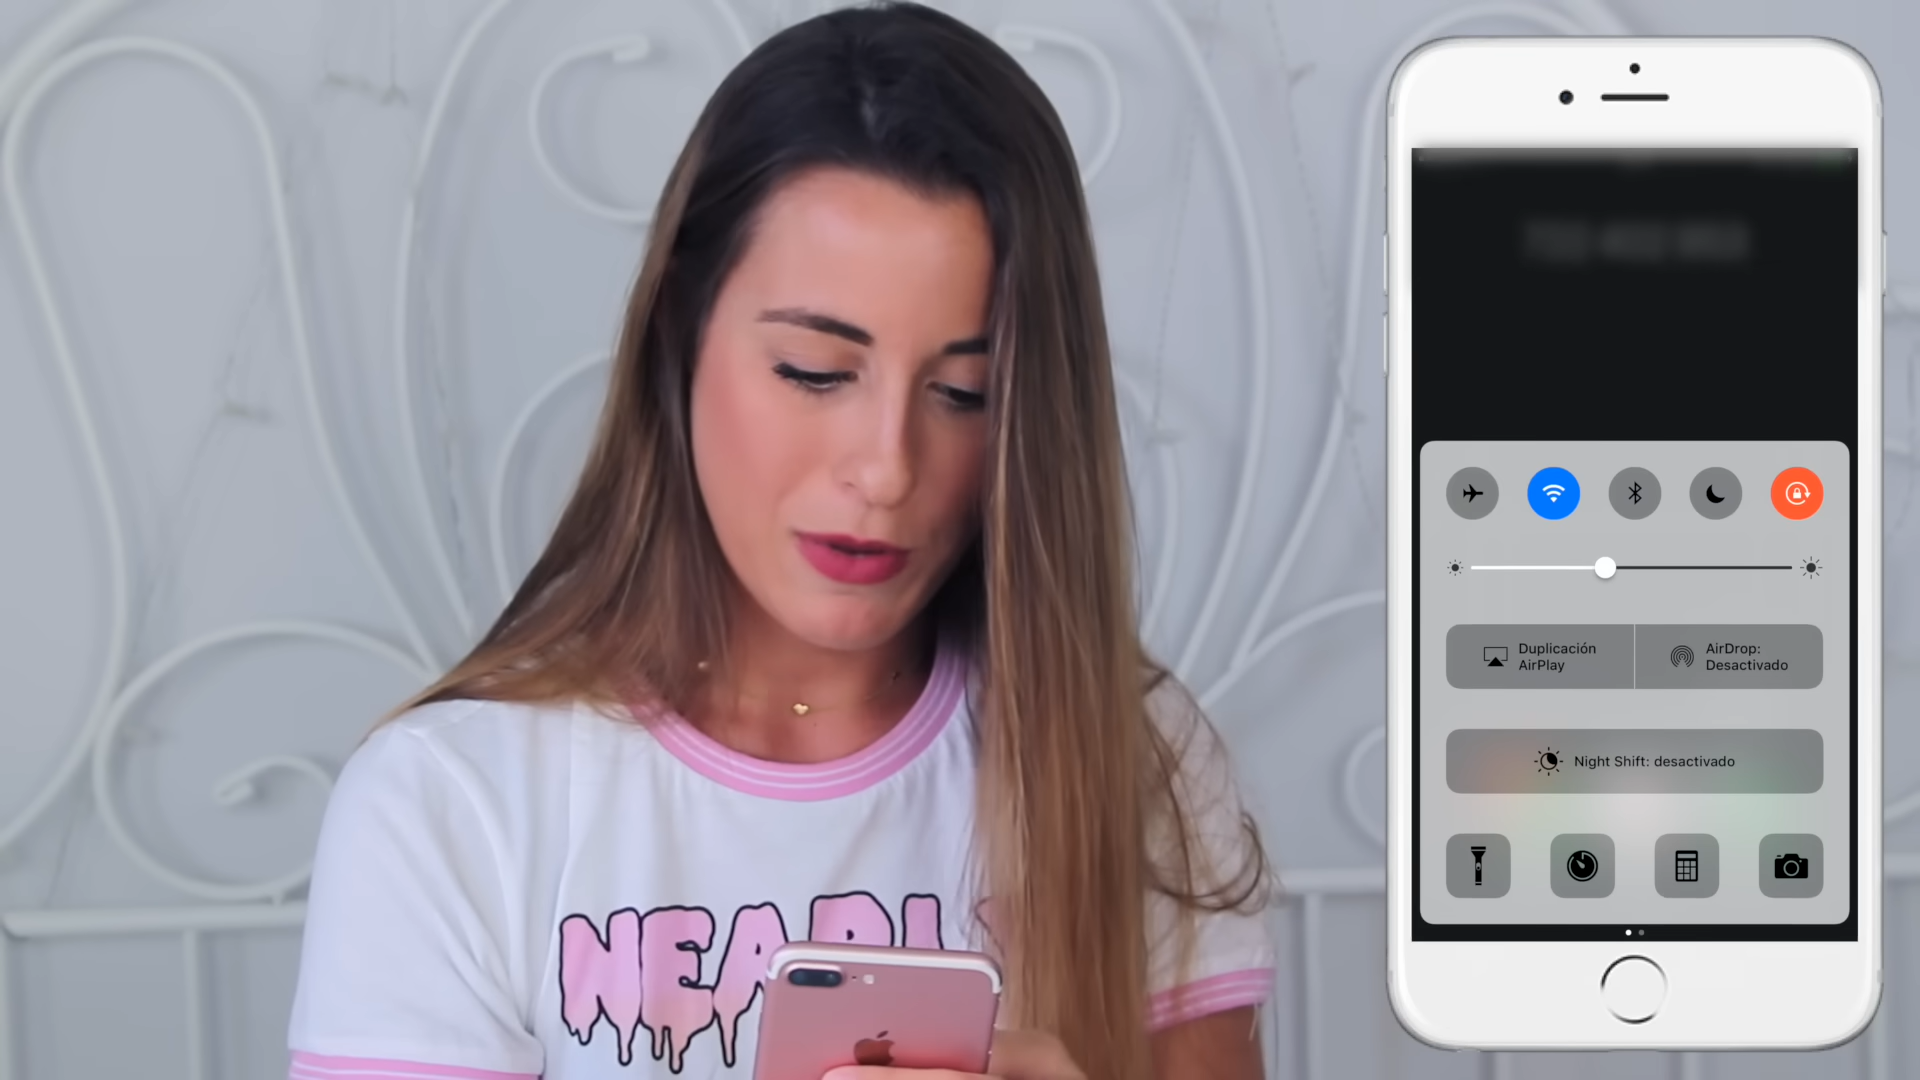 Duplicación
AirPlay
AirDrop:
Desactivado
Night Shift: desactivado